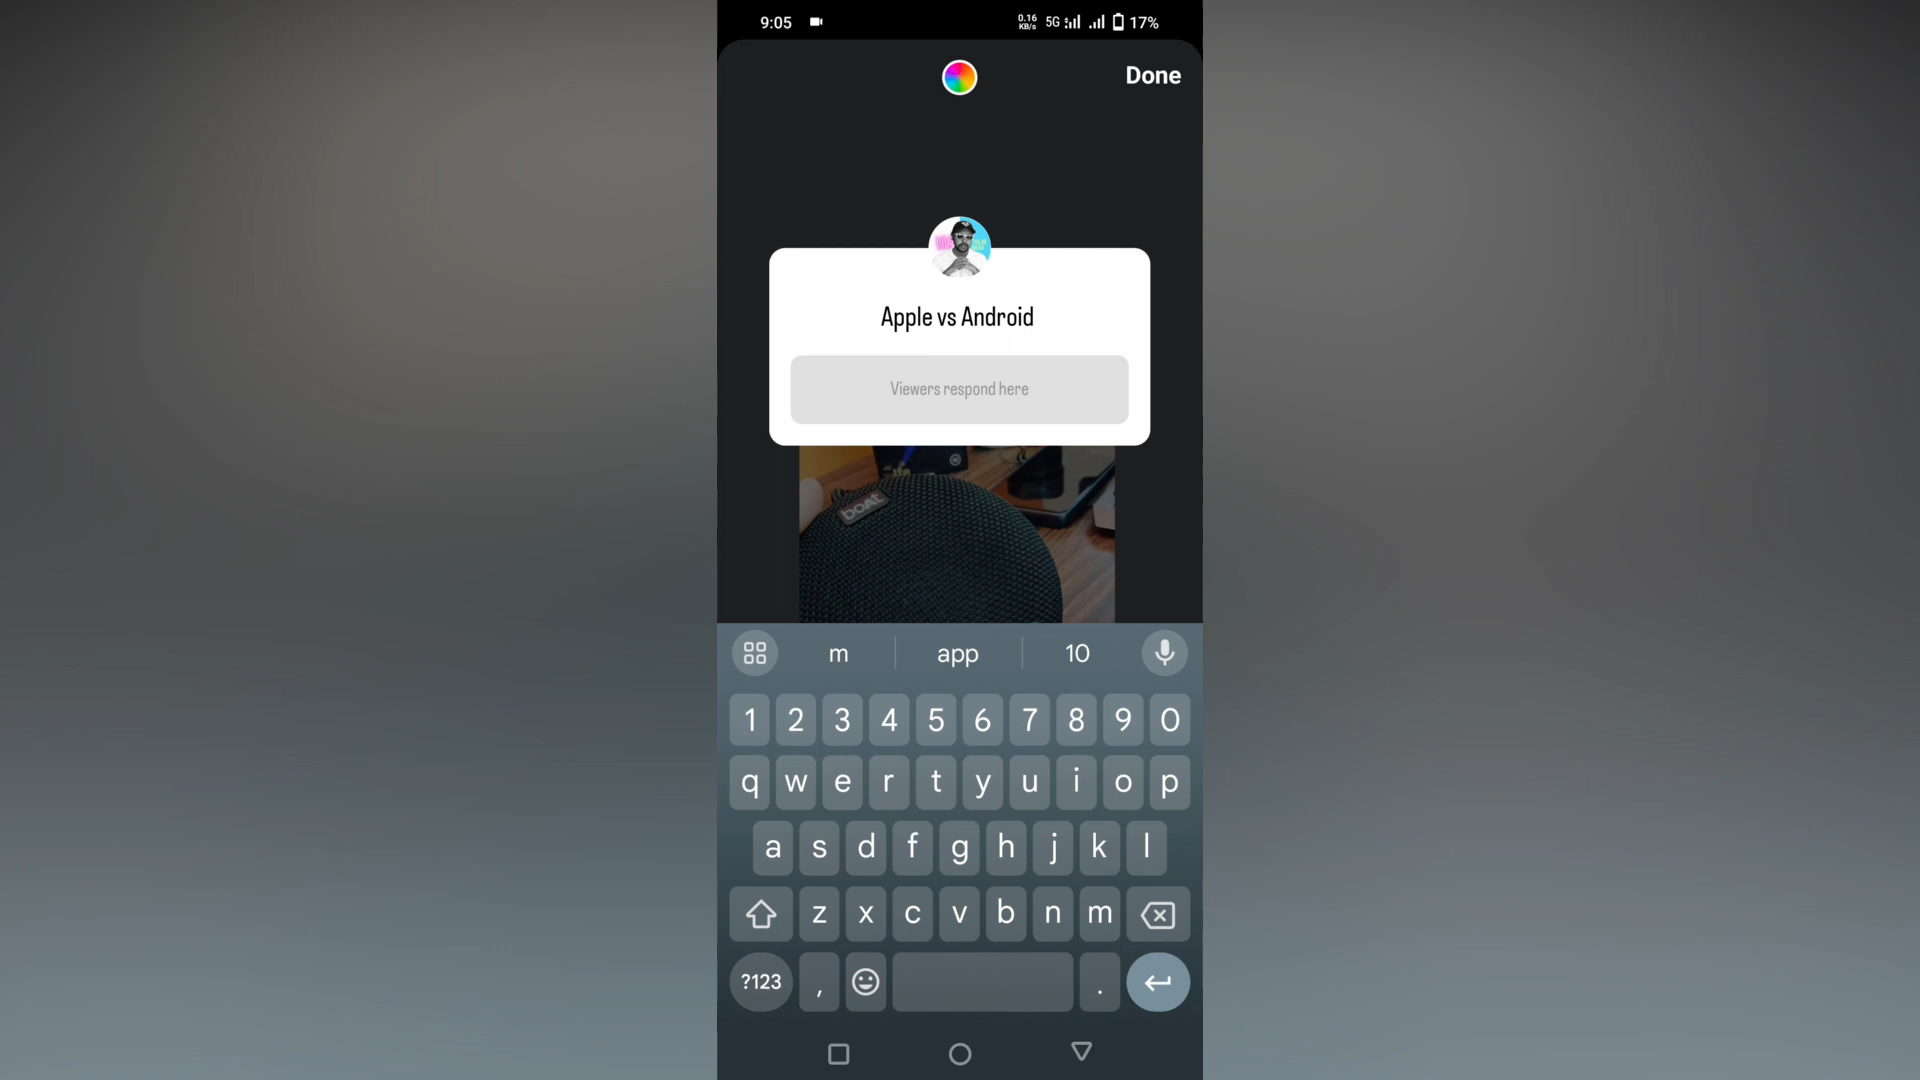 9:05 0.16 KB/s 5G 17%
Done
Apple vs Android
Viewers respond here
boAt
m app 10
1 2 3 4 5 6 7 8 9 0
q w e r t y u i o p
a s d f g h j k l
z x c v b n m
?123 , .